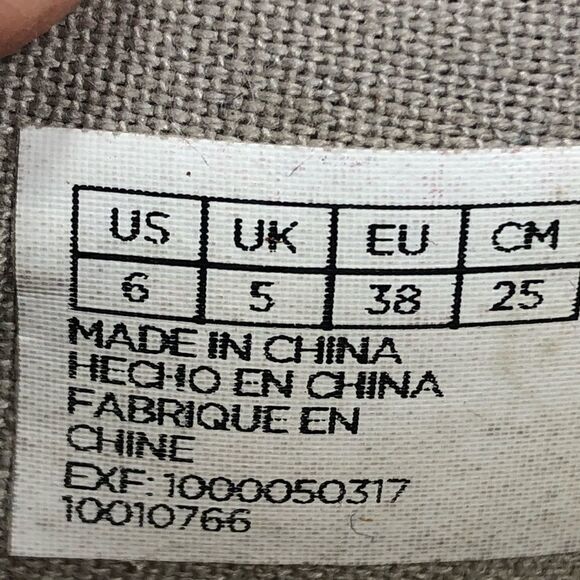 US UK EU CM
6 5 38 25
MADE IN CHINA
HECHO EN CHINA
FABRIQUE EN
CHINE
EXF: 1000050317
10010766